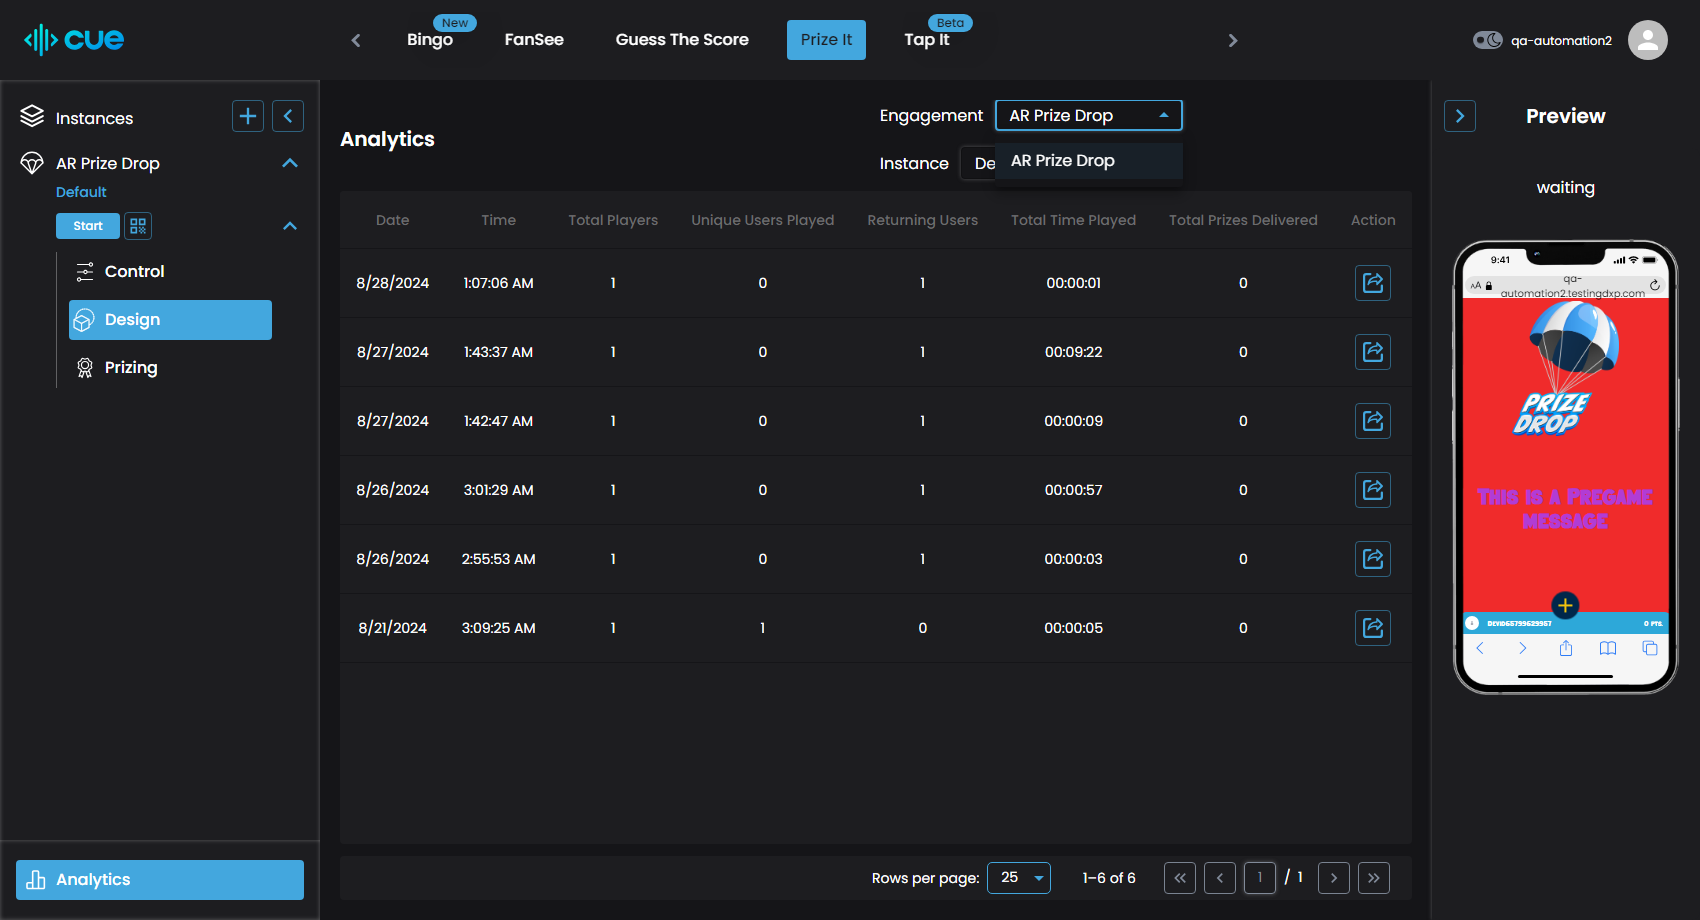 cue
New
Bingo
FanSee
Guess The Score
Prize It
Beta
Tap It
qa-automation2
Instances
AR Prize Drop
Default
Start
Control
Design
Prizing
Analytics
Analytics
Engagement
AR Prize Drop
Instance
De
AR Prize Drop
Date Time Total Players Unique Users Played Returning Users Total Time Played Total Prizes Delivered Action
8/28/2024 1:07:06 AM 1 0 1 00:00:01 0
8/27/2024 1:43:37 AM 1 0 1 00:09:22 0
8/27/2024 1:42:47 AM 1 0 1 00:00:09 0
8/26/2024 3:01:29 AM 1 0 1 00:00:57 0
8/26/2024 2:55:53 AM 1 0 1 00:00:03 0
8/21/2024 3:09:25 AM 1 1 0 00:00:05 0
Rows per page: 25 1–6 of 6 1 / 1
Preview
waiting
9:41
AA
qa-
automation2.testingdxp.com
PRIZE
DROP
This is a Pregame
message
0 PTS.